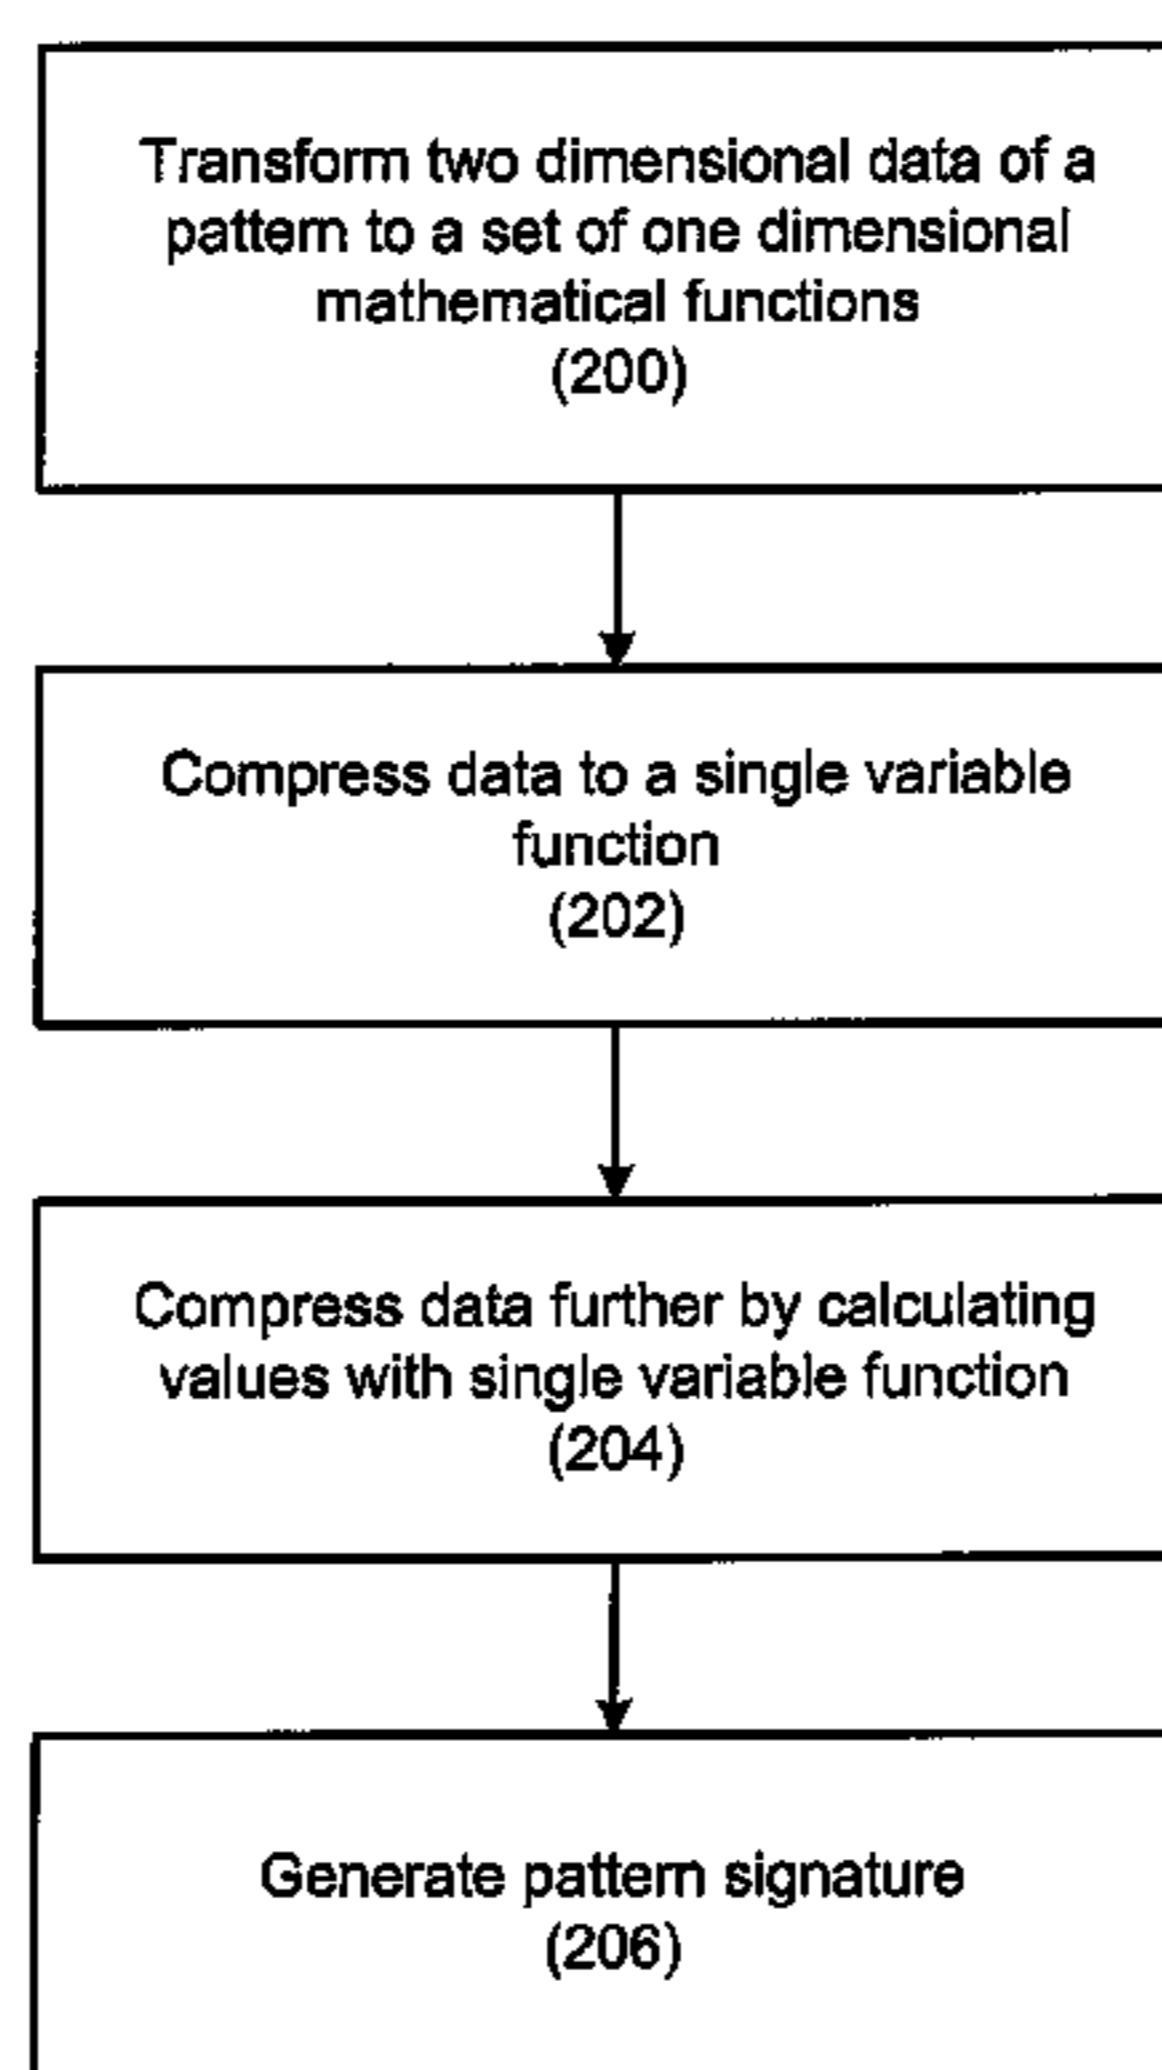 Transform two dimensional data of a
pattern to a set of one dimensional
mathematical functions
(200)
Compress data to a single variable
function
(202)
Compress data further by calculating
values with single variable function
(204)
Generate pattern signature
(206)